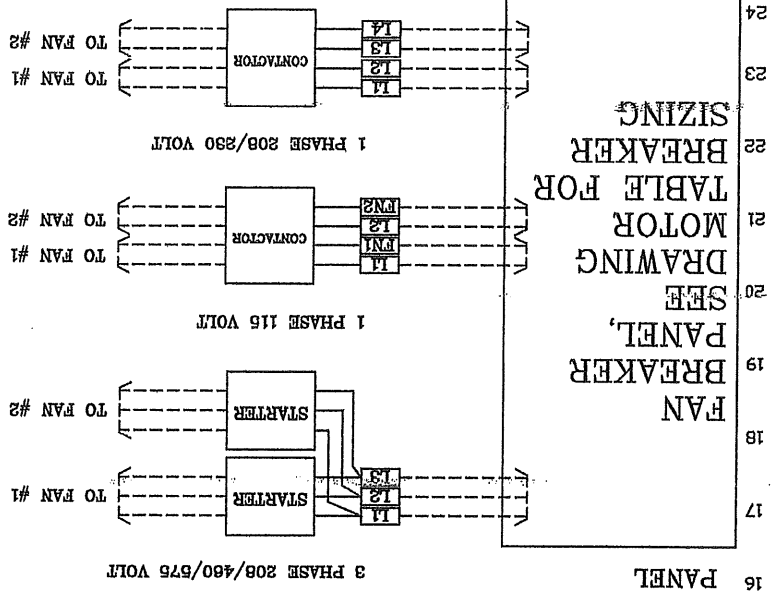 16 PANEL
3 PHASE 208/460/575 VOLT
17
L1
L2
L3
STARTER
TO FAN #1
18
STARTER
TO FAN #2
FAN
BREAKER
PANEL,
SEE
DRAWING
MOTOR
TABLE FOR
BREAKER
SIZING
19
20
1 PHASE 115 VOLT
L1
FN1
L2
FN2
CONTACTOR
TO FAN #1
TO FAN #2
21
22
1 PHASE 208/230 VOLT
23
L1
L2
L3
L4
CONTACTOR
TO FAN #1
TO FAN #2
24